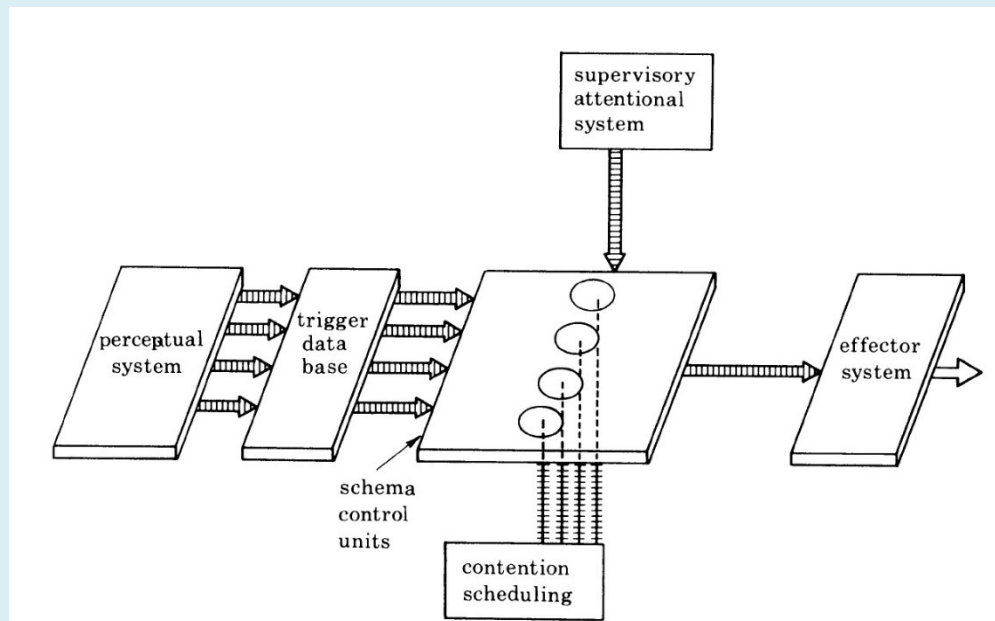 supervisory
attentional
system
perceptual
system
trigger
data
base
effector
system
schema
control
units
contention
scheduling